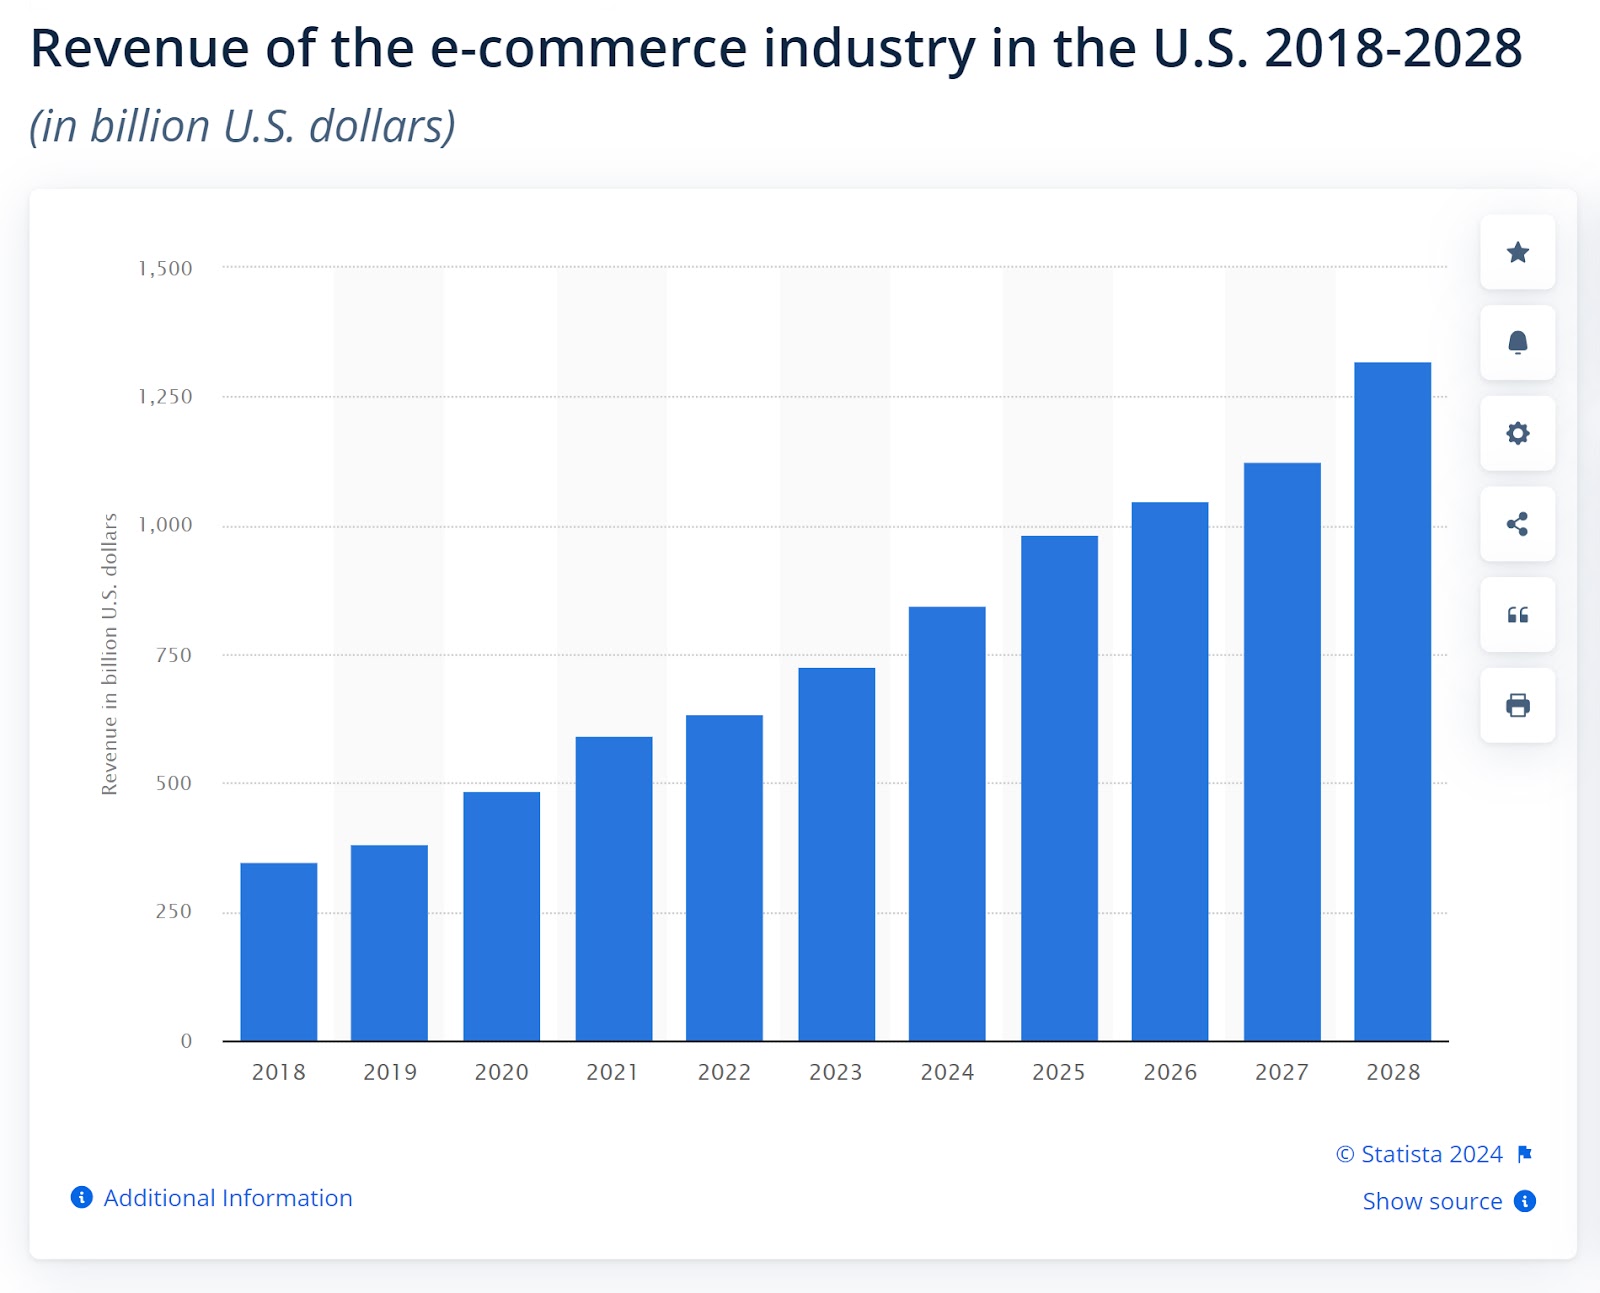 Revenue of the e-commerce industry in the U.S. 2018-2028
(in billion U.S. dollars)
Revenue in billion U.S. dollars
1,500
1,250
1,000
750
500
250
0
2018 2019 2020 2021 2022 2023 2024 2025 2026 2027 2028
© Statista 2024
Additional Information
Show source